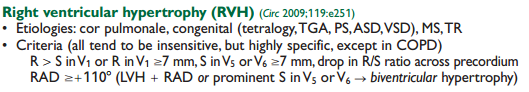 Right ventricular hypertrophy (RVH) (Circ 2009;119:e251)
• Etiologies: cor pulmonale, congenital (tetralogy, TGA, PS, ASD, VSD), MS, TR
• Criteria (all tend to be insensitive, but highly specific, except in COPD)
R > S in V₁ or R in V₁ ≥7 mm, S in V₅ or V₆ ≥7 mm, drop in R/S ratio across precordium
RAD ≥+110° (LVH + RAD or prominent S in V₅ or V₆ → biventricular hypertrophy)